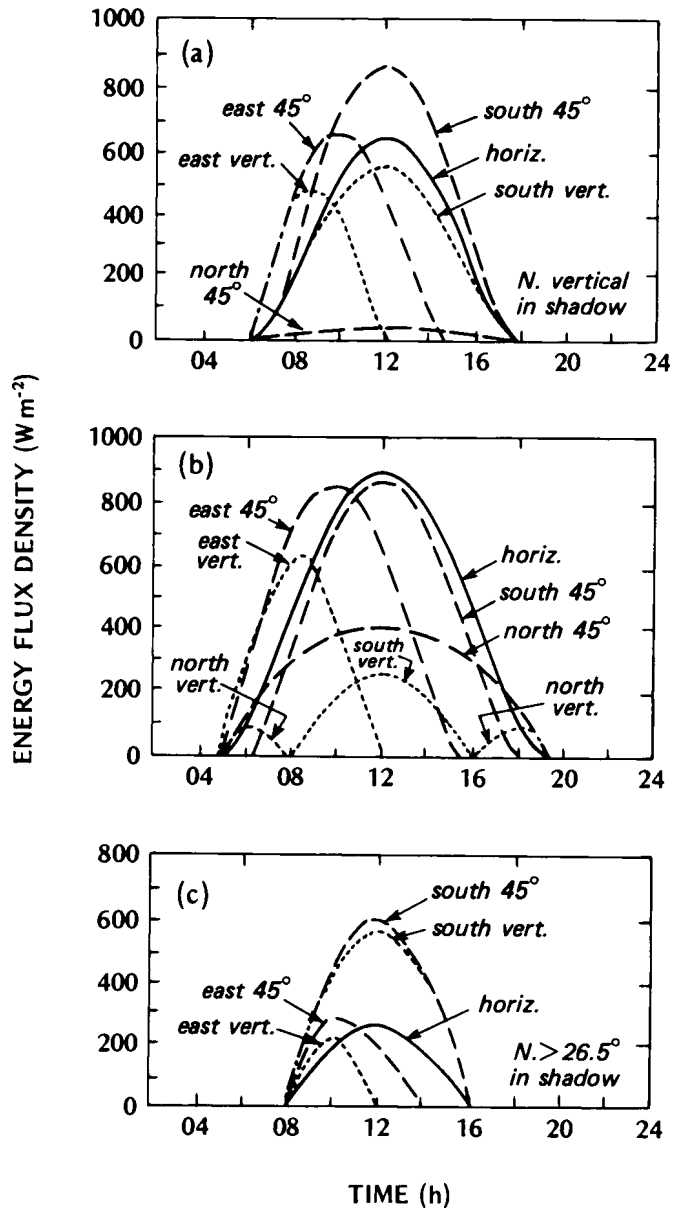 ENERGY FLUX DENSITY (W m⁻²)
(a)
1000
800
600
400
200
0
east 45°
east vert.
north
45°
south 45°
horiz.
south vert.
N. vertical
in shadow
04 08 12 16 20 24
(b)
1000
800
600
400
200
0
east 45°
east
vert.
north
vert.
south
vert.
horiz.
south 45°
north 45°
north
vert.
04 08 12 16 20 24
(c)
800
600
400
200
0
east 45°
east vert.
south 45°
south vert.
horiz.
N.> 26.5°
in shadow
04 08 12 16 20 24
TIME (h)